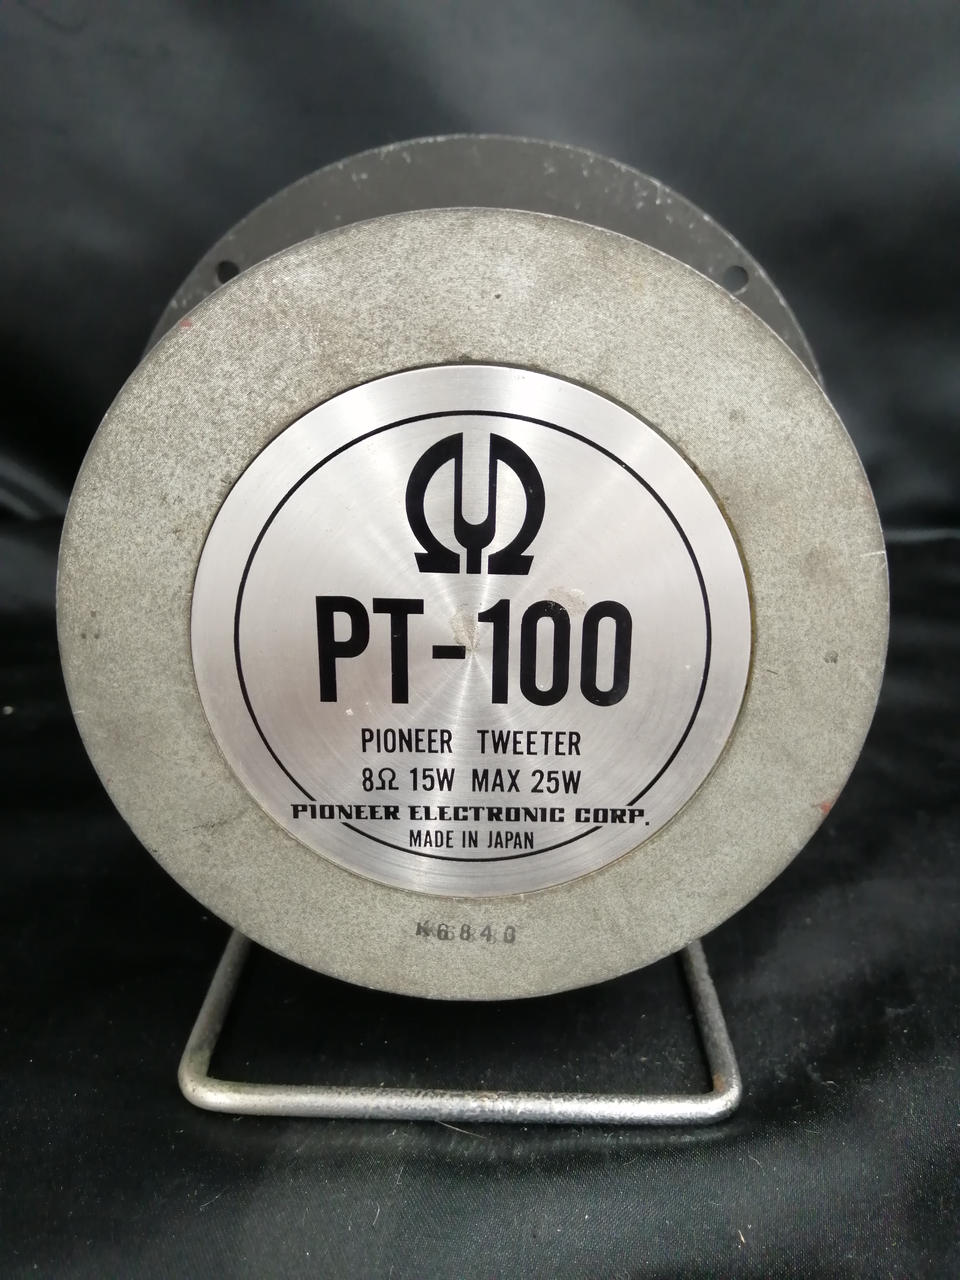 PT-100
PIONEER TWEETER
8Ω 15W MAX 25W
PIONEER ELECTRONIC CORP.
MADE IN JAPAN